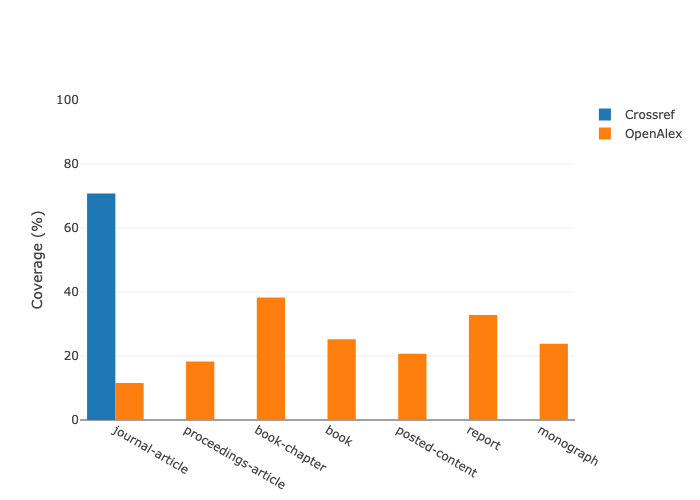 100
80
60
40
20
0
Coverage (%)
journal-article
proceedings-article
book-chapter
book
posted-content
report
monograph
Crossref
OpenAlex